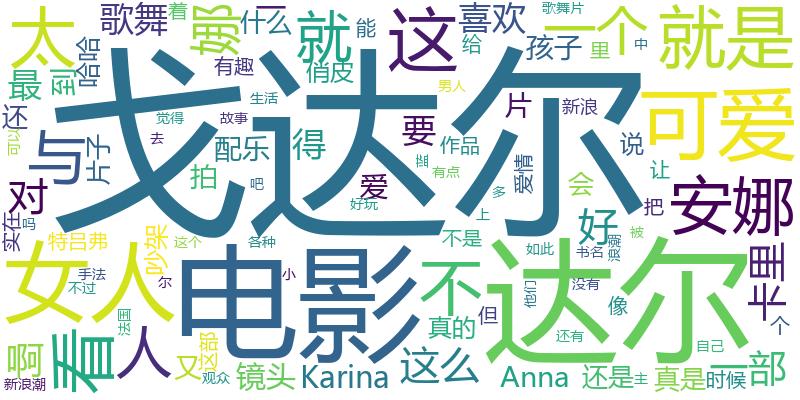 太
歌舞
着
娜
什么
一
就
能
这
给
喜欢
歌舞片
里
中
一个
就是
最
到
哈哈
有趣
俏皮
孩子
男人
戈达尔
还
与
片子
觉得
故事
生活
去
配乐
得
要
片
作品
新浪
可爱
可以
对
拍
爱
有点
爱情
说
会
让
实在
吗
吧
好玩
多
上
好
把
安娜
特吕弗
吵架
这个
各种
不是
如此
书名
浪潮
被
女人
手法
不过
尔
小
电影
不
他们
没有
达尔
像
卡里
个
看
法国
真的
但
还有
自己
啊
人
又
这部
观众
镜头
Karina
这么
Anna
还是
主
真是
时候
一部
新浪潮